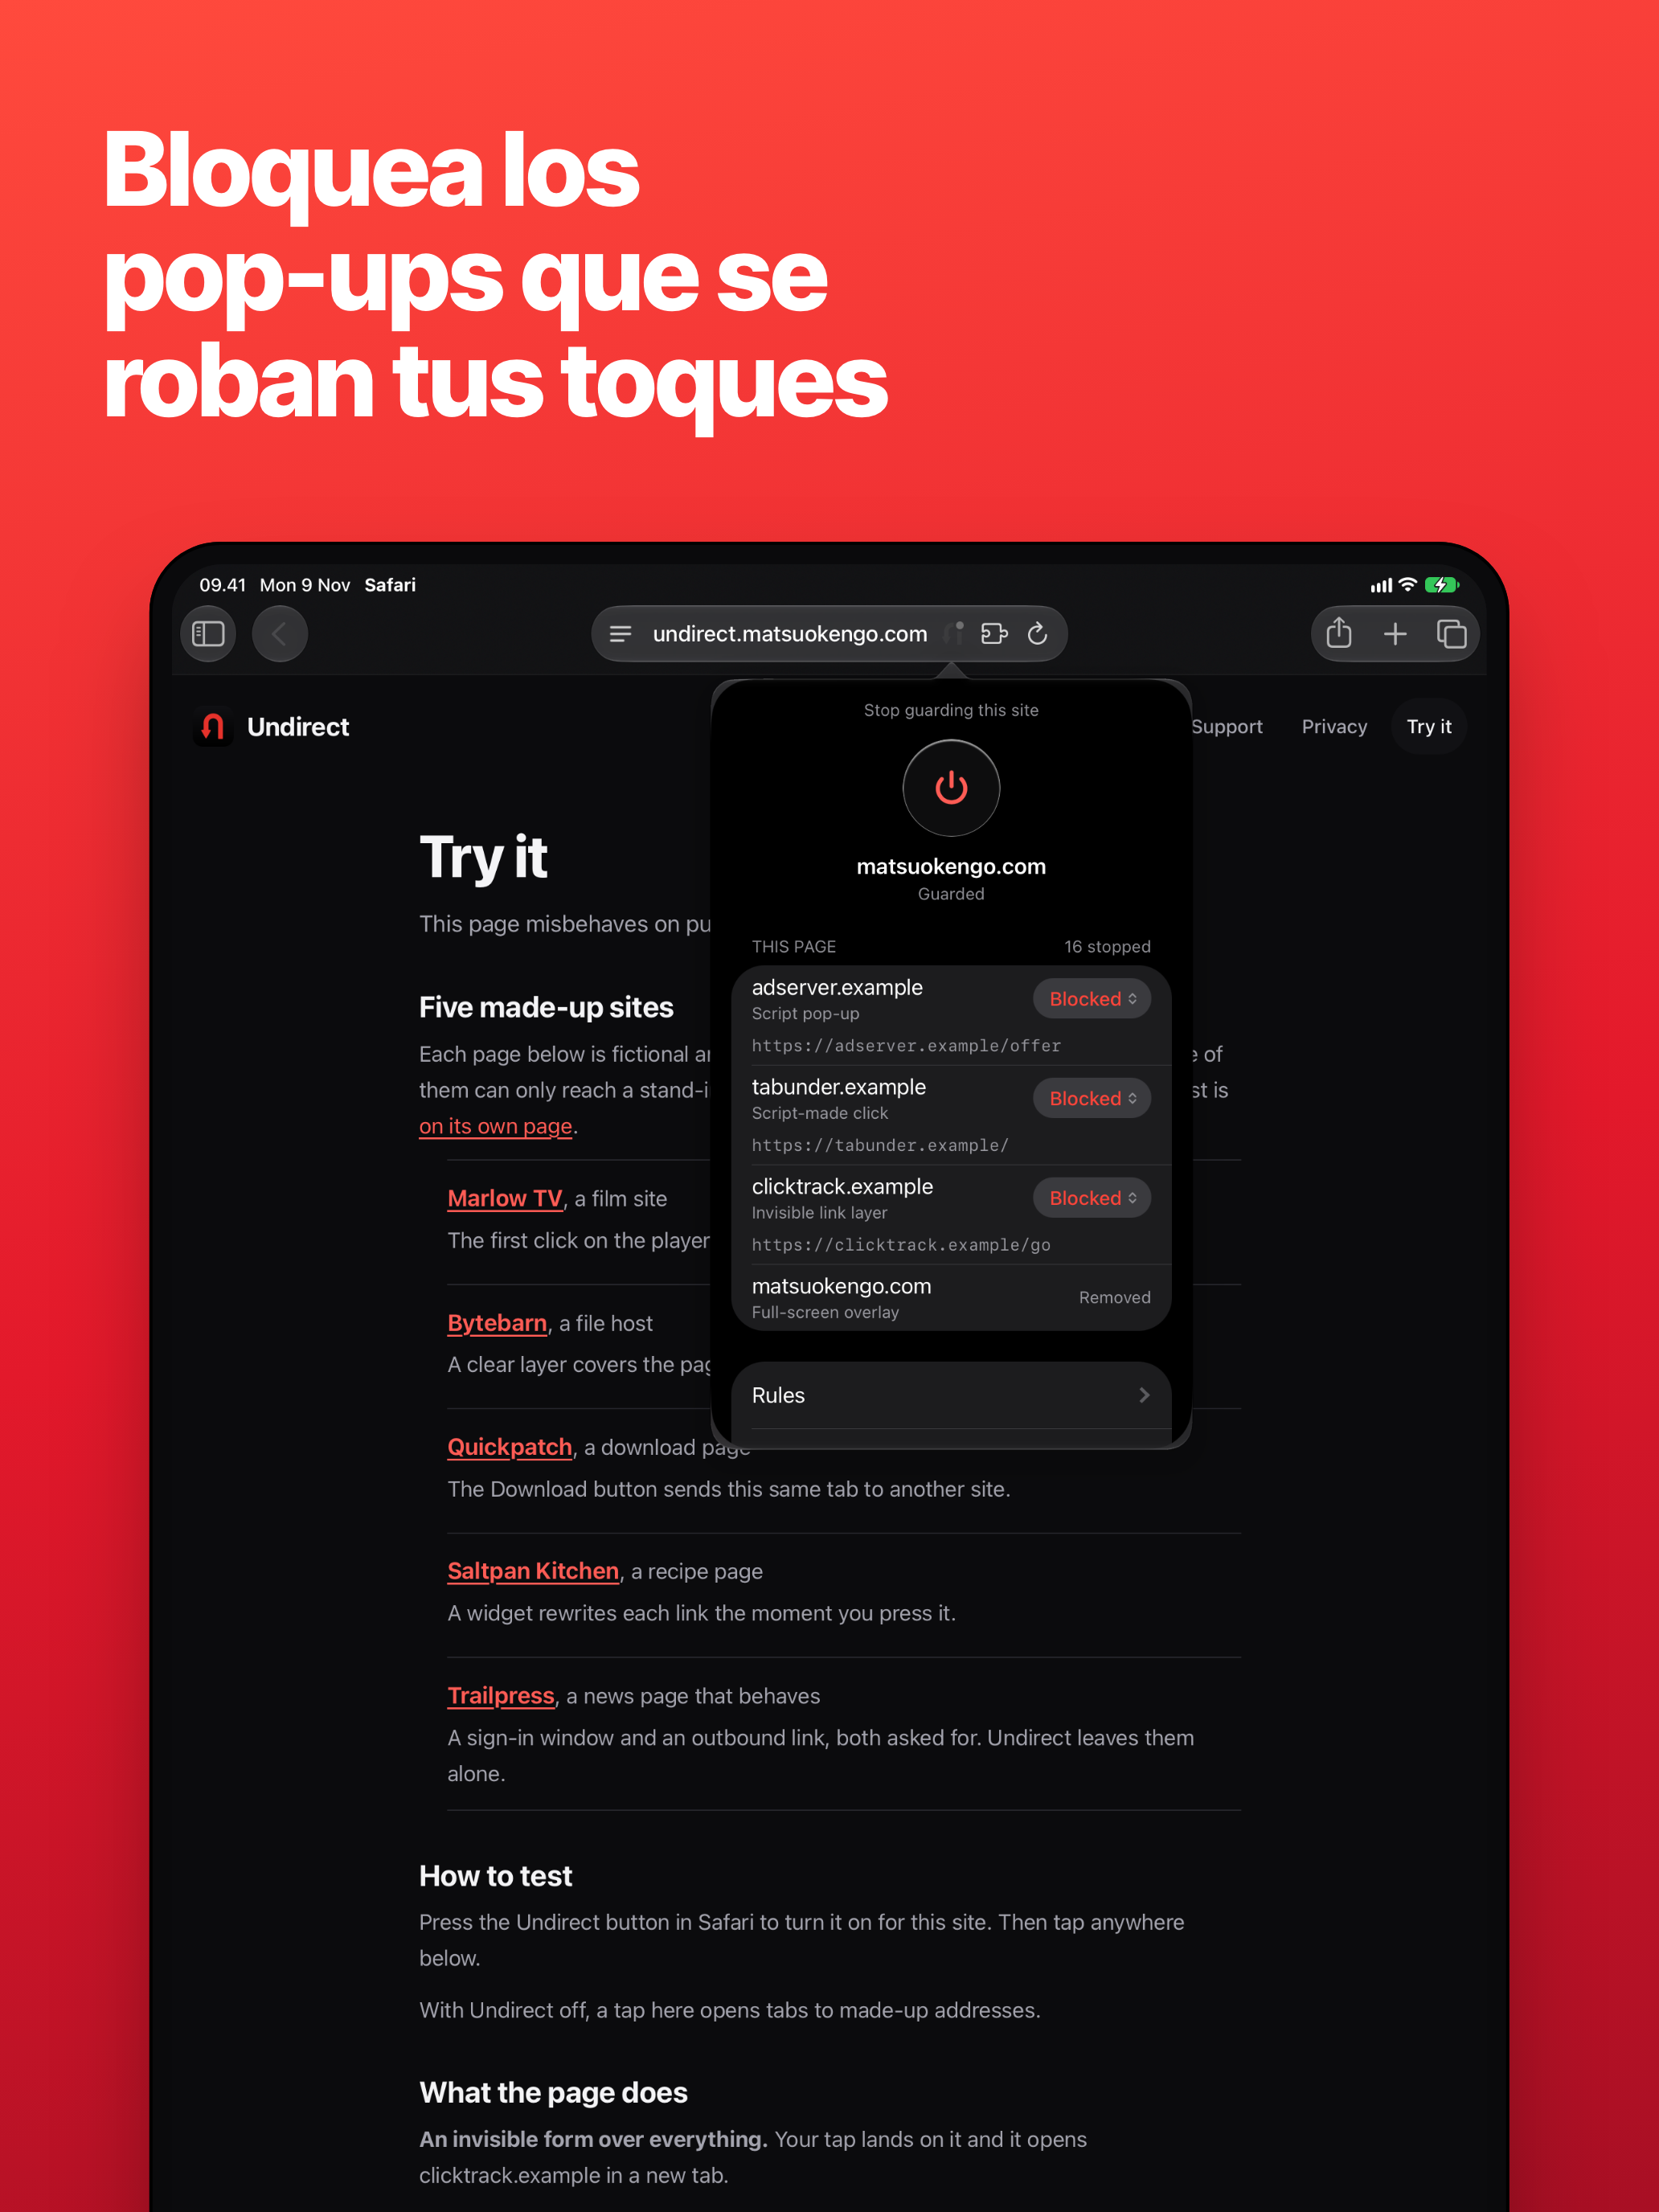 Bloquea los
pop-ups que se
roban tus toques
09.41 Mon 9 Nov Safari
undirect.matsuokengo.com
Undirect
Support Privacy Try it
Stop guarding this site
matsuokengo.com
Guarded
THIS PAGE 16 stopped
adserver.example
Script pop-up
Blocked
https://adserver.example/offer
tabunder.example
Script-made click
Blocked
https://tabunder.example/
clicktrack.example
Invisible link layer
Blocked
https://clicktrack.example/go
matsuokengo.com
Full-screen overlay
Removed
Rules
Try it
This page misbehaves on pu
Five made-up sites
Each page below is fictional of
them can only reach a stand-i st is
on its own page.
Marlow TV, a film site
The first click on the player
Bytebarn, a file host
A clear layer covers the pag
Quickpatch, a download page
The Download button sends this same tab to another site.
Saltpan Kitchen, a recipe page
A widget rewrites each link the moment you press it.
Trailpress, a news page that behaves
A sign-in window and an outbound link, both asked for. Undirect leaves them
alone.
How to test
Press the Undirect button in Safari to turn it on for this site. Then tap anywhere
below.
With Undirect off, a tap here opens tabs to made-up addresses.
What the page does
An invisible form over everything. Your tap lands on it and it opens
clicktrack.example in a new tab.